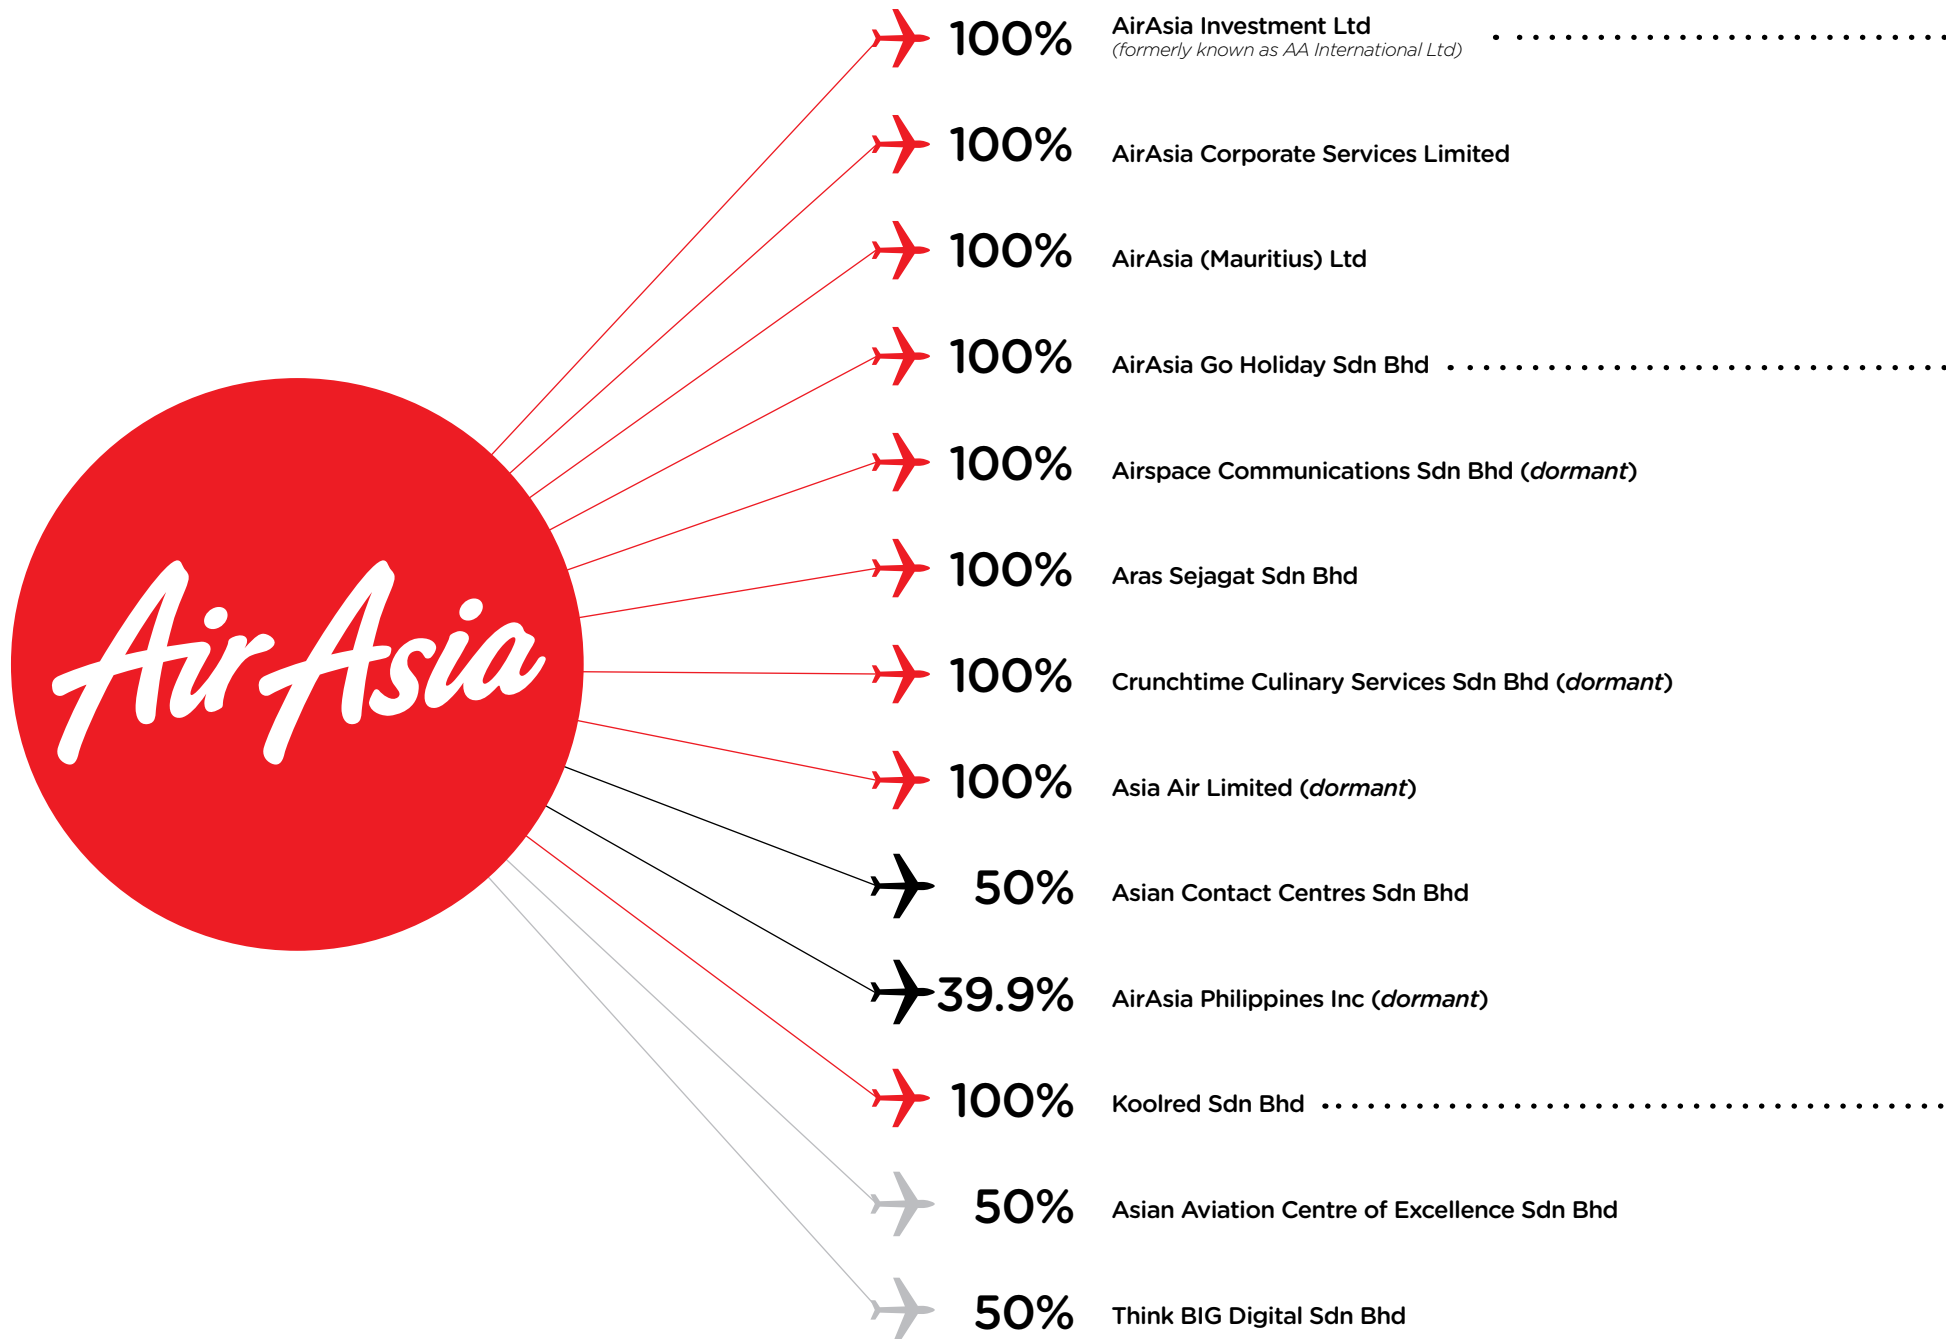 100% AirAsia Investment Ltd
(formerly known as AA International Ltd)
100% AirAsia Corporate Services Limited
100% AirAsia (Mauritius) Ltd
100% AirAsia Go Holiday Sdn Bhd
100% Airspace Communications Sdn Bhd (dormant)
100% Aras Sejagat Sdn Bhd
AirAsia
100% Crunchtime Culinary Services Sdn Bhd (dormant)
100% Asia Air Limited (dormant)
50% Asian Contact Centres Sdn Bhd
39.9% AirAsia Philippines Inc (dormant)
100% Koolred Sdn Bhd
50% Asian Aviation Centre of Excellence Sdn Bhd
50% Think BIG Digital Sdn Bhd